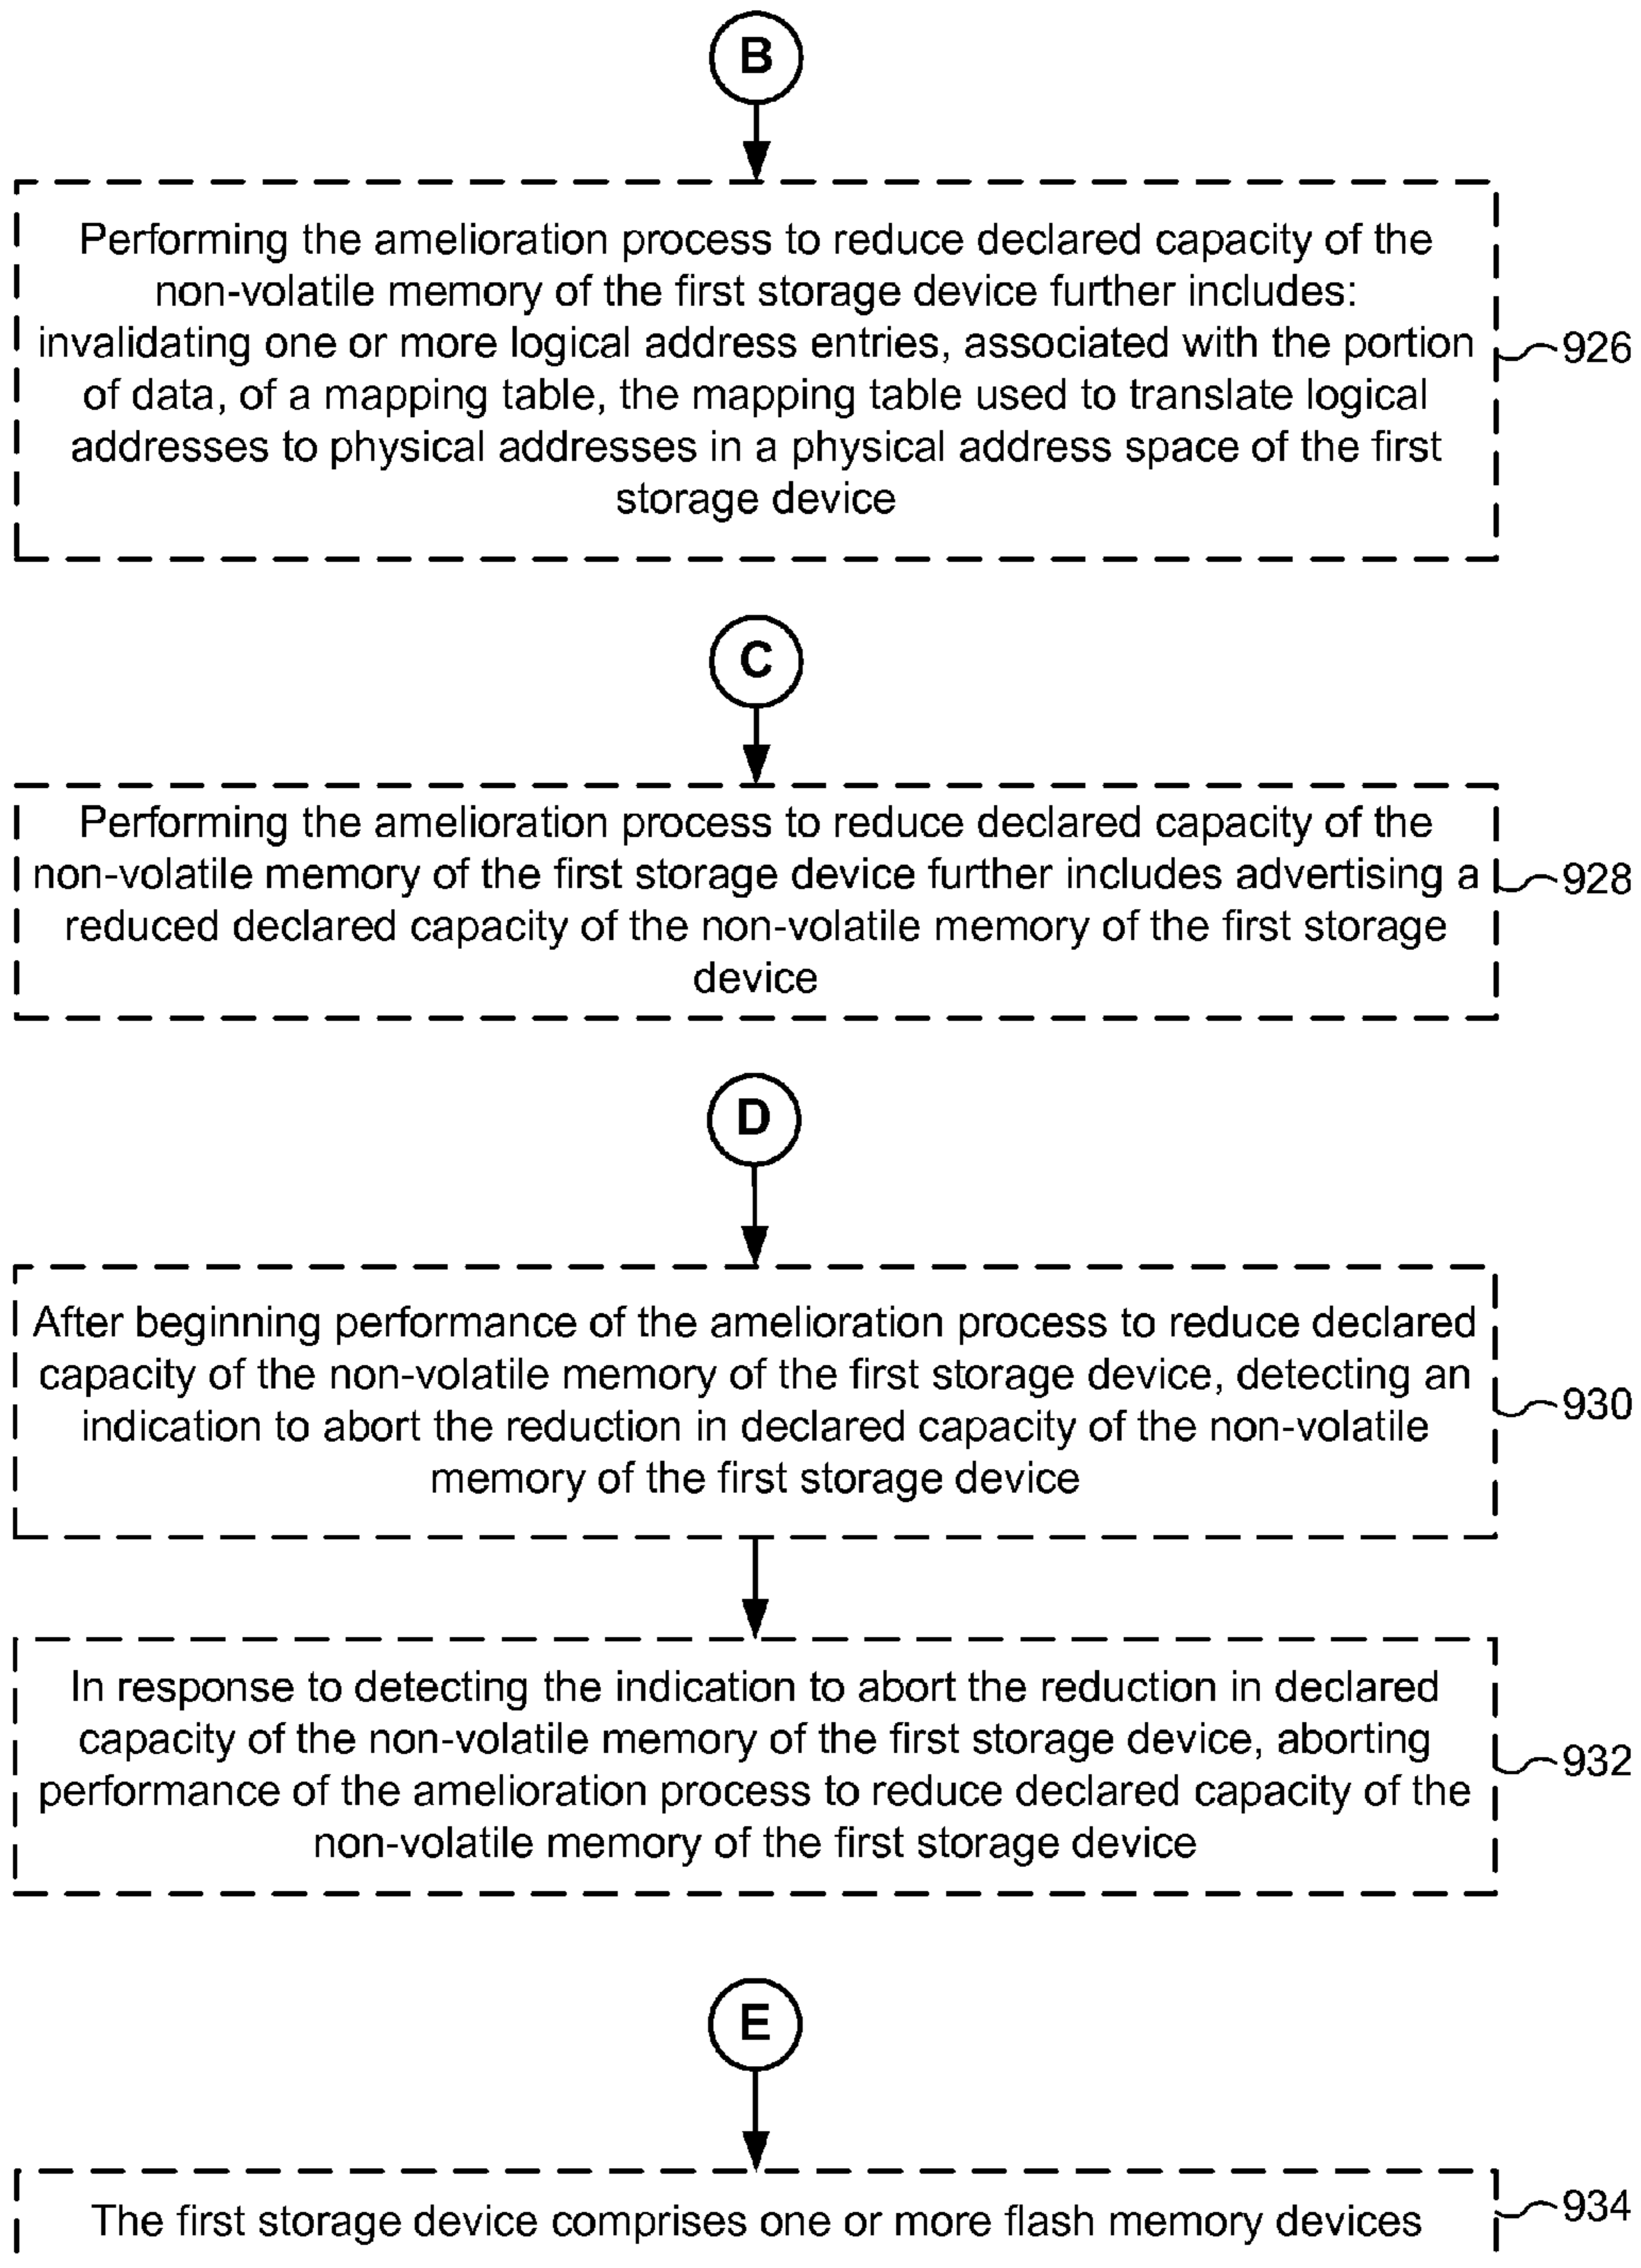 B
Performing the amelioration process to reduce declared capacity of the
non-volatile memory of the first storage device further includes:
invalidating one or more logical address entries, associated with the portion
of data, of a mapping table, the mapping table used to translate logical
addresses to physical addresses in a physical address space of the first
storage device
926
C
Performing the amelioration process to reduce declared capacity of the
non-volatile memory of the first storage device further includes advertising a
reduced declared capacity of the non-volatile memory of the first storage
device
928
D
After beginning performance of the amelioration process to reduce declared
capacity of the non-volatile memory of the first storage device, detecting an
indication to abort the reduction in declared capacity of the non-volatile
memory of the first storage device
930
In response to detecting the indication to abort the reduction in declared
capacity of the non-volatile memory of the first storage device, aborting
performance of the amelioration process to reduce declared capacity of the
non-volatile memory of the first storage device
932
E
The first storage device comprises one or more flash memory devices
934